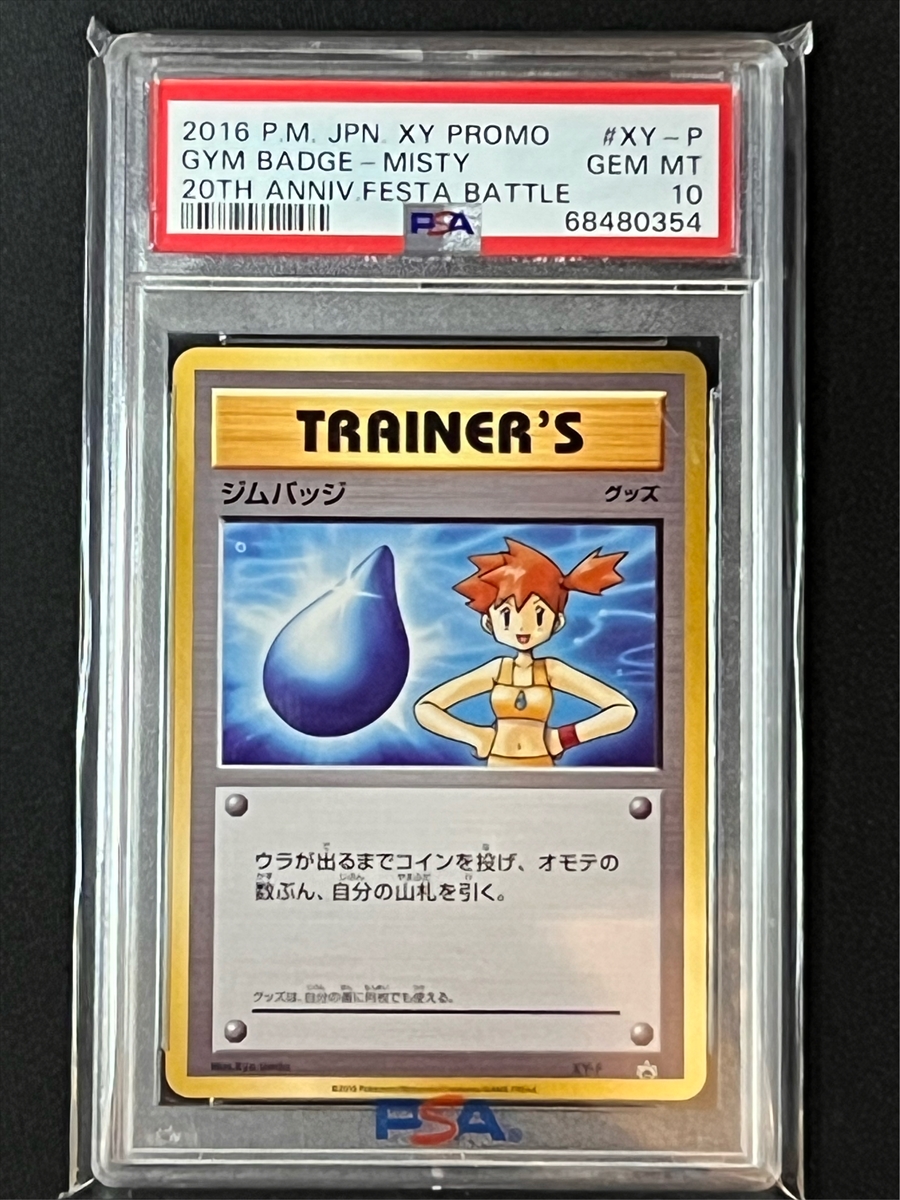 2016 P.M. JPN. XY PROMO #XY-P
GYM BADGE-MISTY GEM MT
20TH ANNIV.FESTA BATTLE 10
PSA 68480354
TRAINER'S
ジムバッジ グッズ
ウラが出るまでコインを投げ、オモテの
数ぶん、自分の山札を引く。
グッズは、自分の番に何枚でも使える。
XY-P
PSA